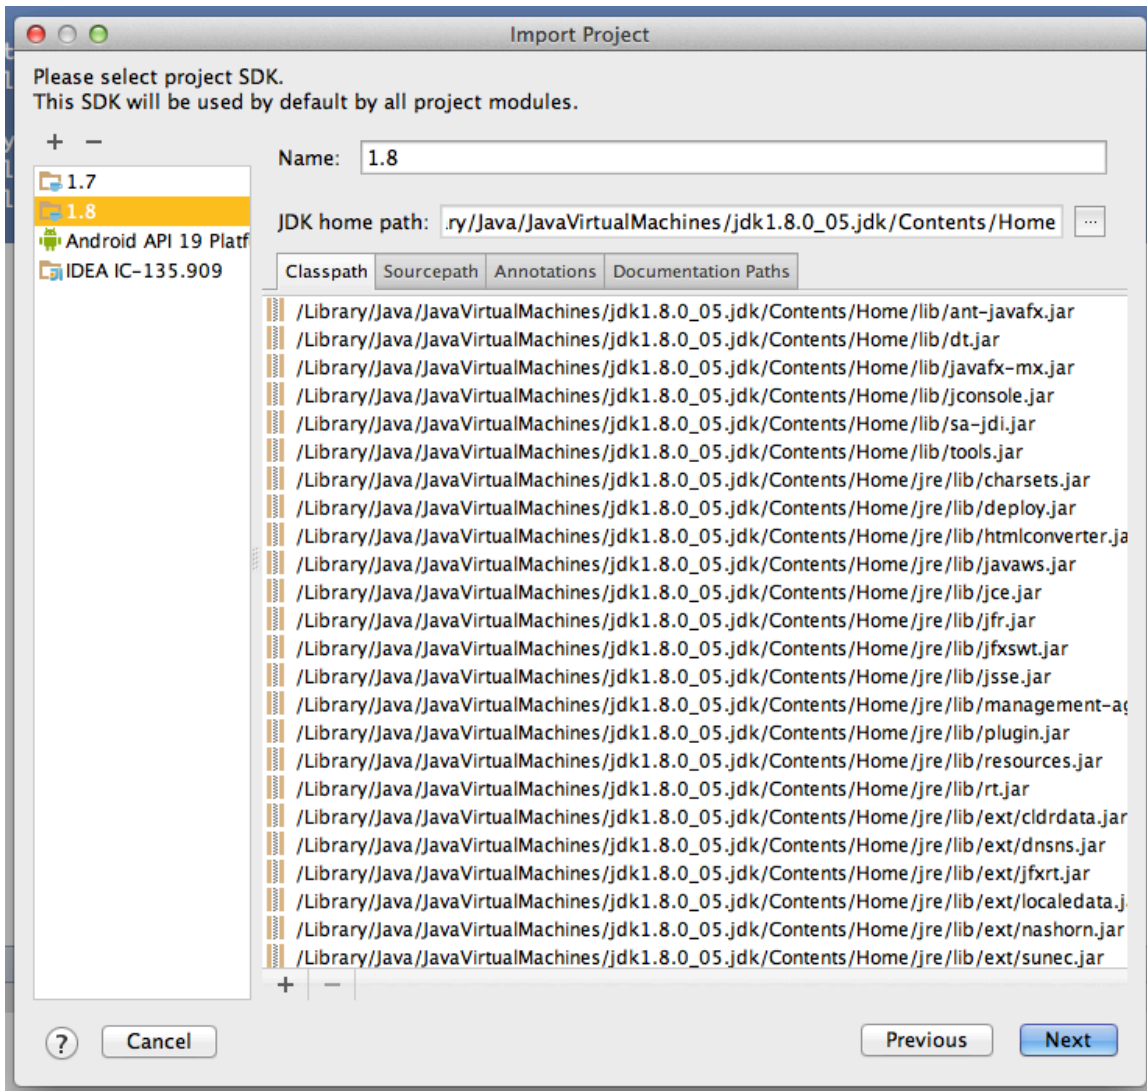 Import Project
Please select project SDK.
This SDK will be used by default by all project modules.
+ −
1.7
1.8
Android API 19 Platf
IDEA IC-135.909
Name: 1.8
JDK home path: .ry/Java/JavaVirtualMachines/jdk1.8.0_05.jdk/Contents/Home ...
Classpath Sourcepath Annotations Documentation Paths
/Library/Java/JavaVirtualMachines/jdk1.8.0_05.jdk/Contents/Home/lib/ant-javafx.jar
/Library/Java/JavaVirtualMachines/jdk1.8.0_05.jdk/Contents/Home/lib/dt.jar
/Library/Java/JavaVirtualMachines/jdk1.8.0_05.jdk/Contents/Home/lib/javafx-mx.jar
/Library/Java/JavaVirtualMachines/jdk1.8.0_05.jdk/Contents/Home/lib/jconsole.jar
/Library/Java/JavaVirtualMachines/jdk1.8.0_05.jdk/Contents/Home/lib/sa-jdi.jar
/Library/Java/JavaVirtualMachines/jdk1.8.0_05.jdk/Contents/Home/lib/tools.jar
/Library/Java/JavaVirtualMachines/jdk1.8.0_05.jdk/Contents/Home/jre/lib/charsets.jar
/Library/Java/JavaVirtualMachines/jdk1.8.0_05.jdk/Contents/Home/jre/lib/deploy.jar
/Library/Java/JavaVirtualMachines/jdk1.8.0_05.jdk/Contents/Home/jre/lib/htmlconverter.ja
/Library/Java/JavaVirtualMachines/jdk1.8.0_05.jdk/Contents/Home/jre/lib/javaws.jar
/Library/Java/JavaVirtualMachines/jdk1.8.0_05.jdk/Contents/Home/jre/lib/jce.jar
/Library/Java/JavaVirtualMachines/jdk1.8.0_05.jdk/Contents/Home/jre/lib/jfr.jar
/Library/Java/JavaVirtualMachines/jdk1.8.0_05.jdk/Contents/Home/jre/lib/jfxswt.jar
/Library/Java/JavaVirtualMachines/jdk1.8.0_05.jdk/Contents/Home/jre/lib/jsse.jar
/Library/Java/JavaVirtualMachines/jdk1.8.0_05.jdk/Contents/Home/jre/lib/management-ag
/Library/Java/JavaVirtualMachines/jdk1.8.0_05.jdk/Contents/Home/jre/lib/plugin.jar
/Library/Java/JavaVirtualMachines/jdk1.8.0_05.jdk/Contents/Home/jre/lib/resources.jar
/Library/Java/JavaVirtualMachines/jdk1.8.0_05.jdk/Contents/Home/jre/lib/rt.jar
/Library/Java/JavaVirtualMachines/jdk1.8.0_05.jdk/Contents/Home/jre/lib/ext/cldrdata.jar
/Library/Java/JavaVirtualMachines/jdk1.8.0_05.jdk/Contents/Home/jre/lib/ext/dnsns.jar
/Library/Java/JavaVirtualMachines/jdk1.8.0_05.jdk/Contents/Home/jre/lib/ext/jfxrt.jar
/Library/Java/JavaVirtualMachines/jdk1.8.0_05.jdk/Contents/Home/jre/lib/ext/localedata.j
/Library/Java/JavaVirtualMachines/jdk1.8.0_05.jdk/Contents/Home/jre/lib/ext/nashorn.jar
/Library/Java/JavaVirtualMachines/jdk1.8.0_05.jdk/Contents/Home/jre/lib/ext/sunec.jar
+ −
? Cancel Previous Next